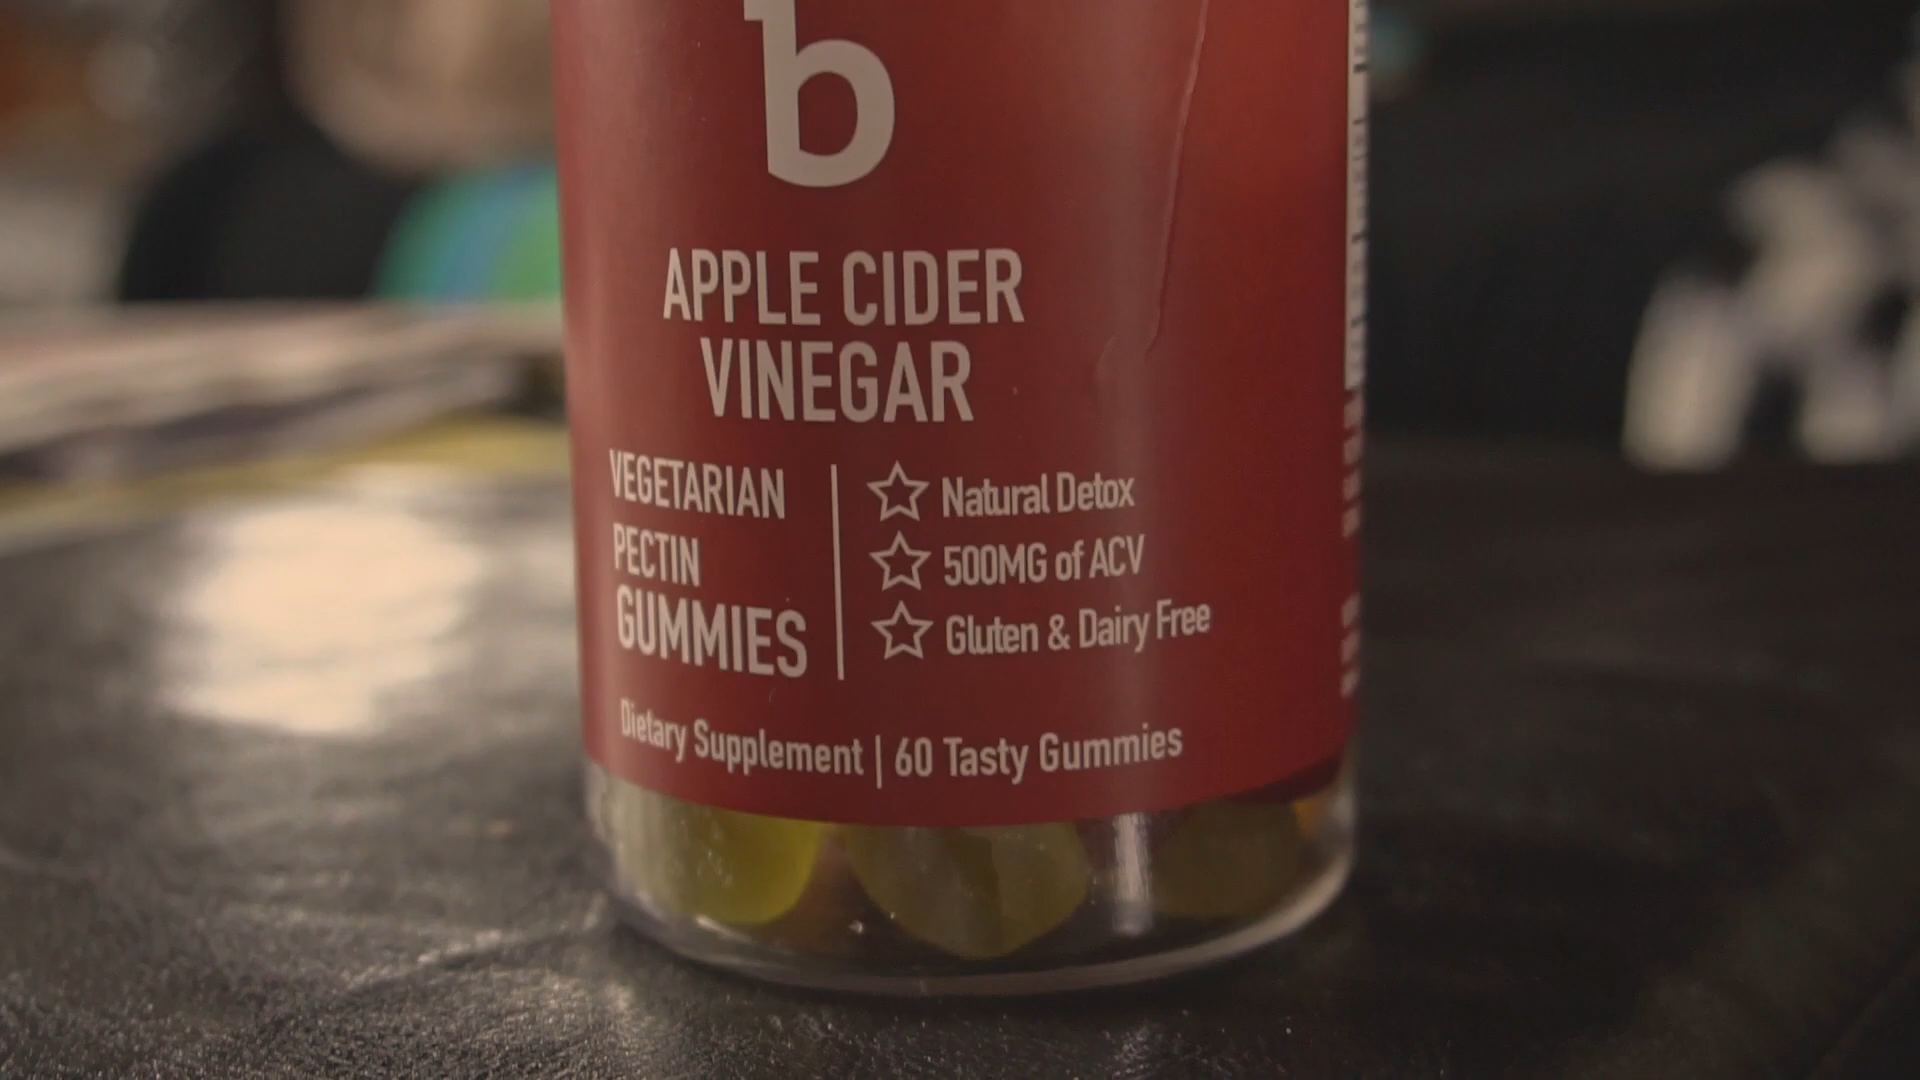 b
APPLE CIDER
VINEGAR
VEGETARIAN
PECTIN
GUMMIES
Natural Detox
500MG of ACV
Gluten & Dairy Free
Dietary Supplement | 60 Tasty Gummies